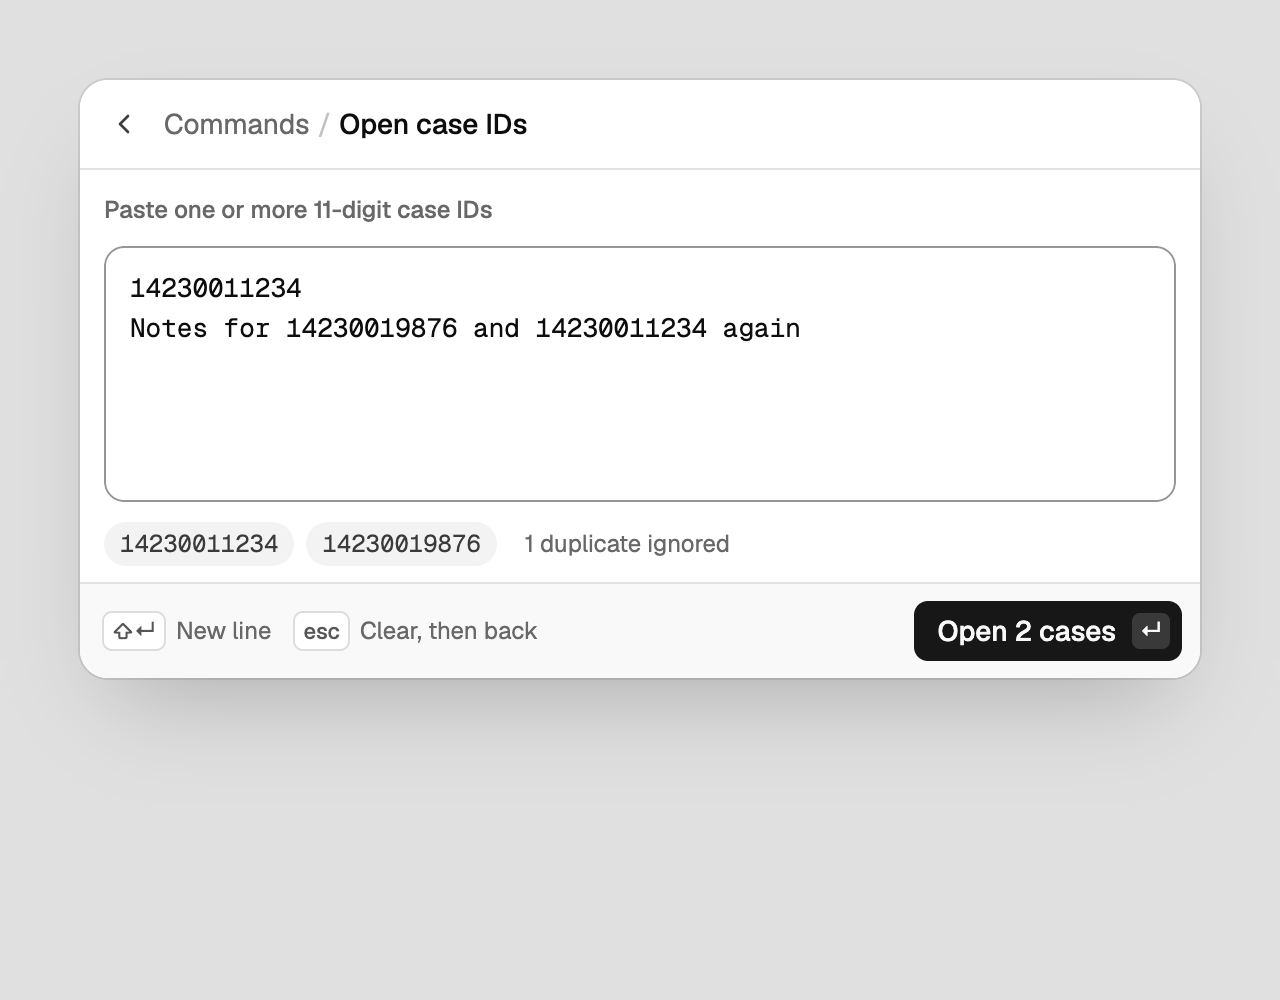 Commands / Open case IDs
Paste one or more 11-digit case IDs
14230011234
Notes for 14230019876 and 14230011234 again
14230011234 14230019876 1 duplicate ignored
⇧↵ New line esc Clear, then back Open 2 cases ↵